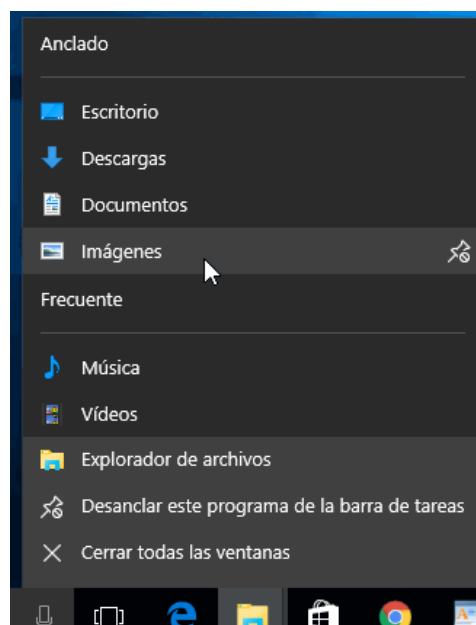 Anclado
Escritorio
Descargas
Documentos
Imágenes
Frecuente
Música
Vídeos
Explorador de archivos
Desanclar este programa de la barra de tareas
Cerrar todas las ventanas